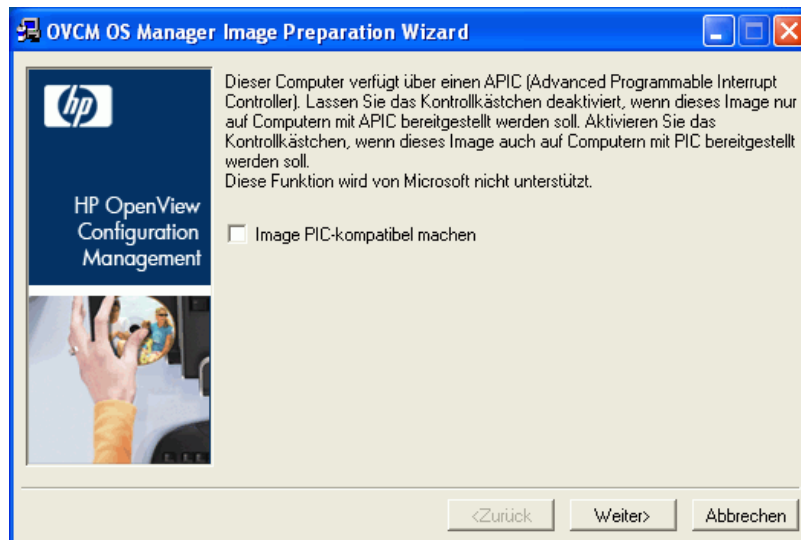 OVCM OS Manager Image Preparation Wizard
hp
HP OpenView
Configuration
Management
Dieser Computer verfügt über einen APIC (Advanced Programmable Interrupt
Controller). Lassen Sie das Kontrollkästchen deaktiviert, wenn dieses Image nur
auf Computern mit APIC bereitgestellt werden soll. Aktivieren Sie das
Kontrollkästchen, wenn dieses Image auch auf Computern mit PIC bereitgestellt
werden soll.
Diese Funktion wird von Microsoft nicht unterstützt.
Image PIC-kompatibel machen
<Zurück
Weiter>
Abbrechen